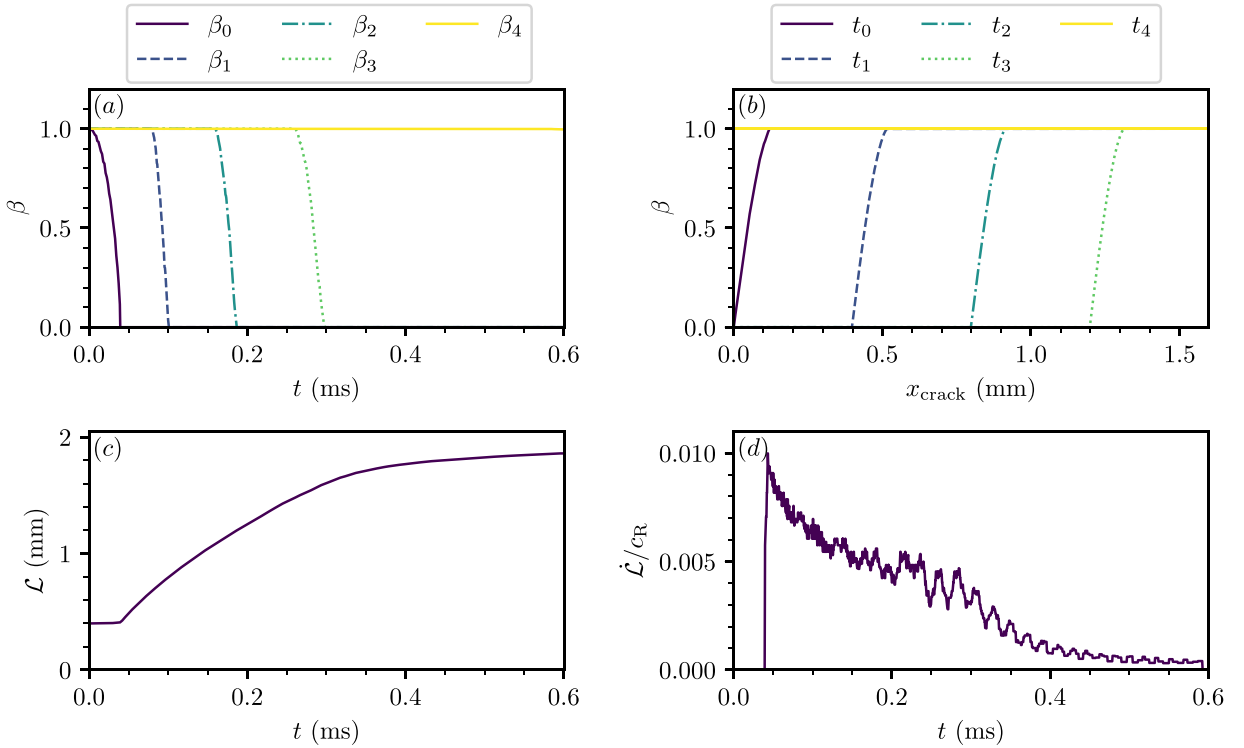 β₀ β₂ β₄
β₁ β₃
t₀ t₂ t₄
t₁ t₃
(a)
1.0
0.5
0.0
β
0.0 0.2 0.4 0.6
t (ms)
(b)
1.0
0.5
0.0
β
0.0 0.5 1.0 1.5
x_crack (mm)
(c)
2
1
0
ℒ (mm)
0.0 0.2 0.4 0.6
t (ms)
(d)
0.010
0.005
0.000
ℒ̇/c_R
0.0 0.2 0.4 0.6
t (ms)